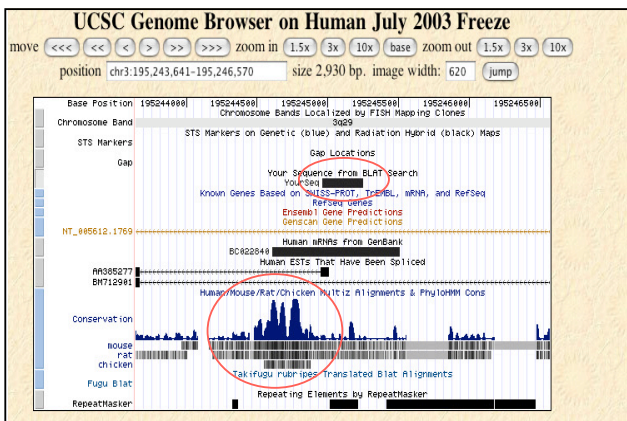 UCSC Genome Browser on Human July 2003 Freeze
move <<< << < > >> >>> zoom in 1.5x 3x 10x base zoom out 1.5x 3x 10x
position chr3:195,243,641-195,246,570 size 2,930 bp. image width: 620 jump
Base Position 195244000| 195244500| 195245000| 195245500| 195246000| 195246500|
Chromosome Bands Localized by FISH Mapping Clones
Chromosome Band 3q29
STS Markers on Genetic (blue) and Radiation Hybrid (black) Maps
STS Markers
Gap Locations
Gap
Your Sequence from BLAT Search
YourSeq
Known Genes Based on SWISS-PROT, TrEMBL, mRNA, and RefSeq
RefSeq Genes
Ensembl Gene Predictions
Genscan Gene Predictions
NT_005612.1769
Human mRNAs from GenBank
BC022840
Human ESTs That Have Been Spliced
AA385277
BM712901
Human/Mouse/Rat/Chicken Multiz Alignments & PhyloHMM Cons
Conservation
mouse
rat
chicken
Takifugu rubripes Translated Blat Alignments
Fugu Blat
Repeating Elements by RepeatMasker
RepeatMasker